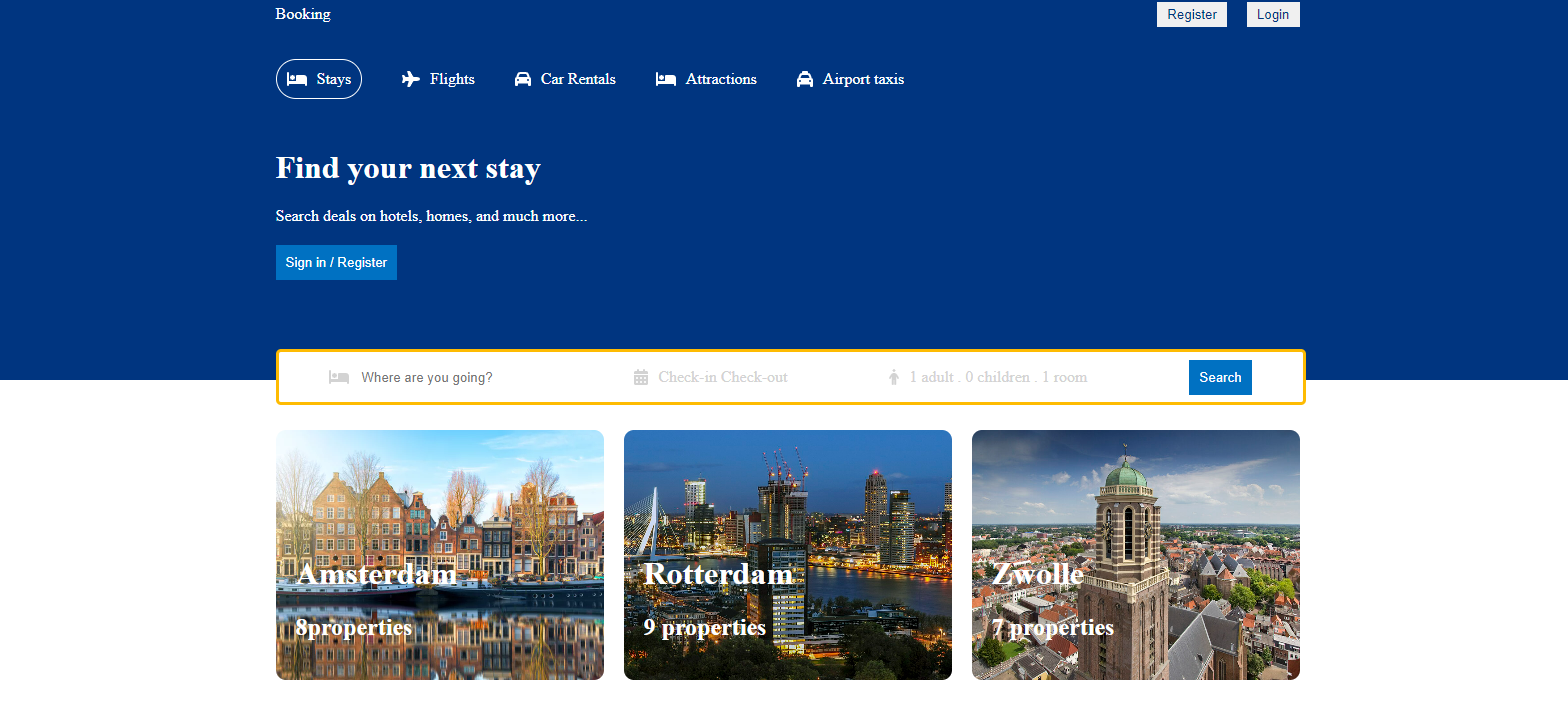 Booking
Register
Login
Stays
Flights
Car Rentals
Attractions
Airport taxis
Find your next stay
Search deals on hotels, homes, and much more...
Sign in / Register
Where are you going?
Check-in Check-out
1 adult . 0 children . 1 room
Search
Amsterdam
8properties
Rotterdam
9 properties
Zwolle
7 properties